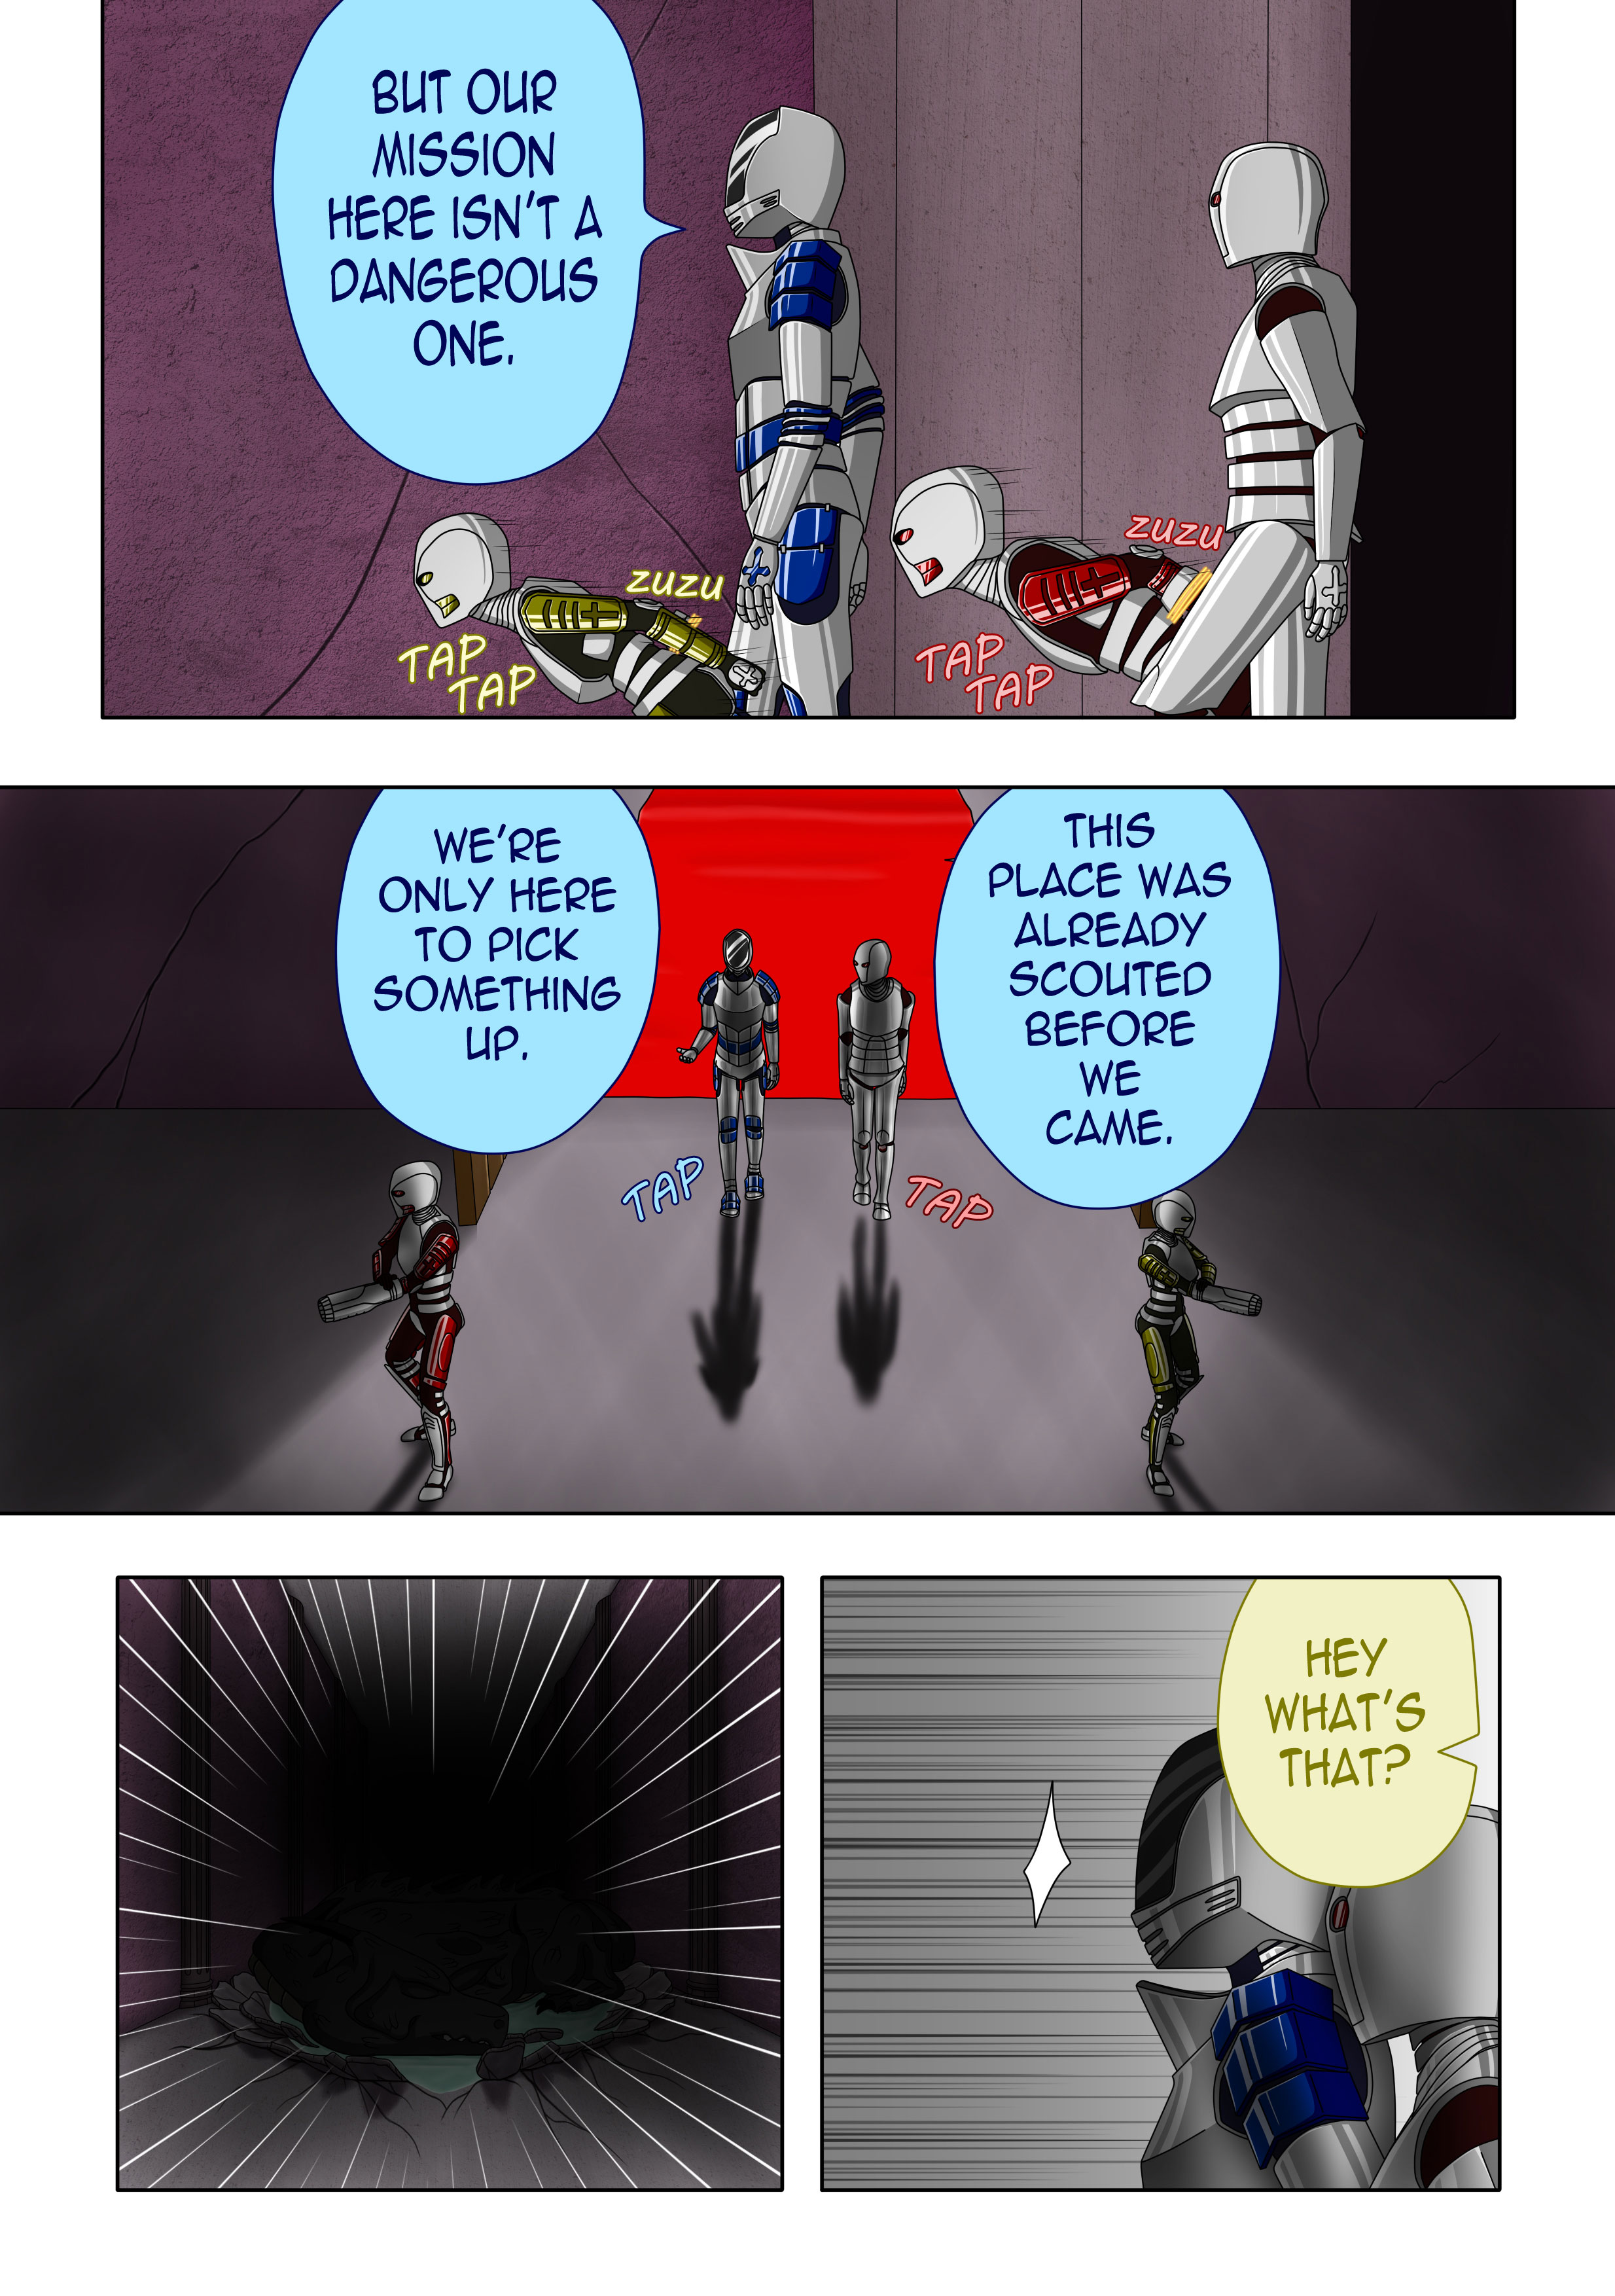 BUT OUR
MISSION
HERE ISN'T A
DANGEROUS
ONE.
ZUZU
TAP
TAP
ZUZU
TAP
TAP
THIS
PLACE WAS
ALREADY
SCOUTED
BEFORE
WE
CAME.
WE'RE
ONLY HERE
TO PICK
SOMETHING
UP.
TAP
TAP
HEY
WHAT'S
THAT?